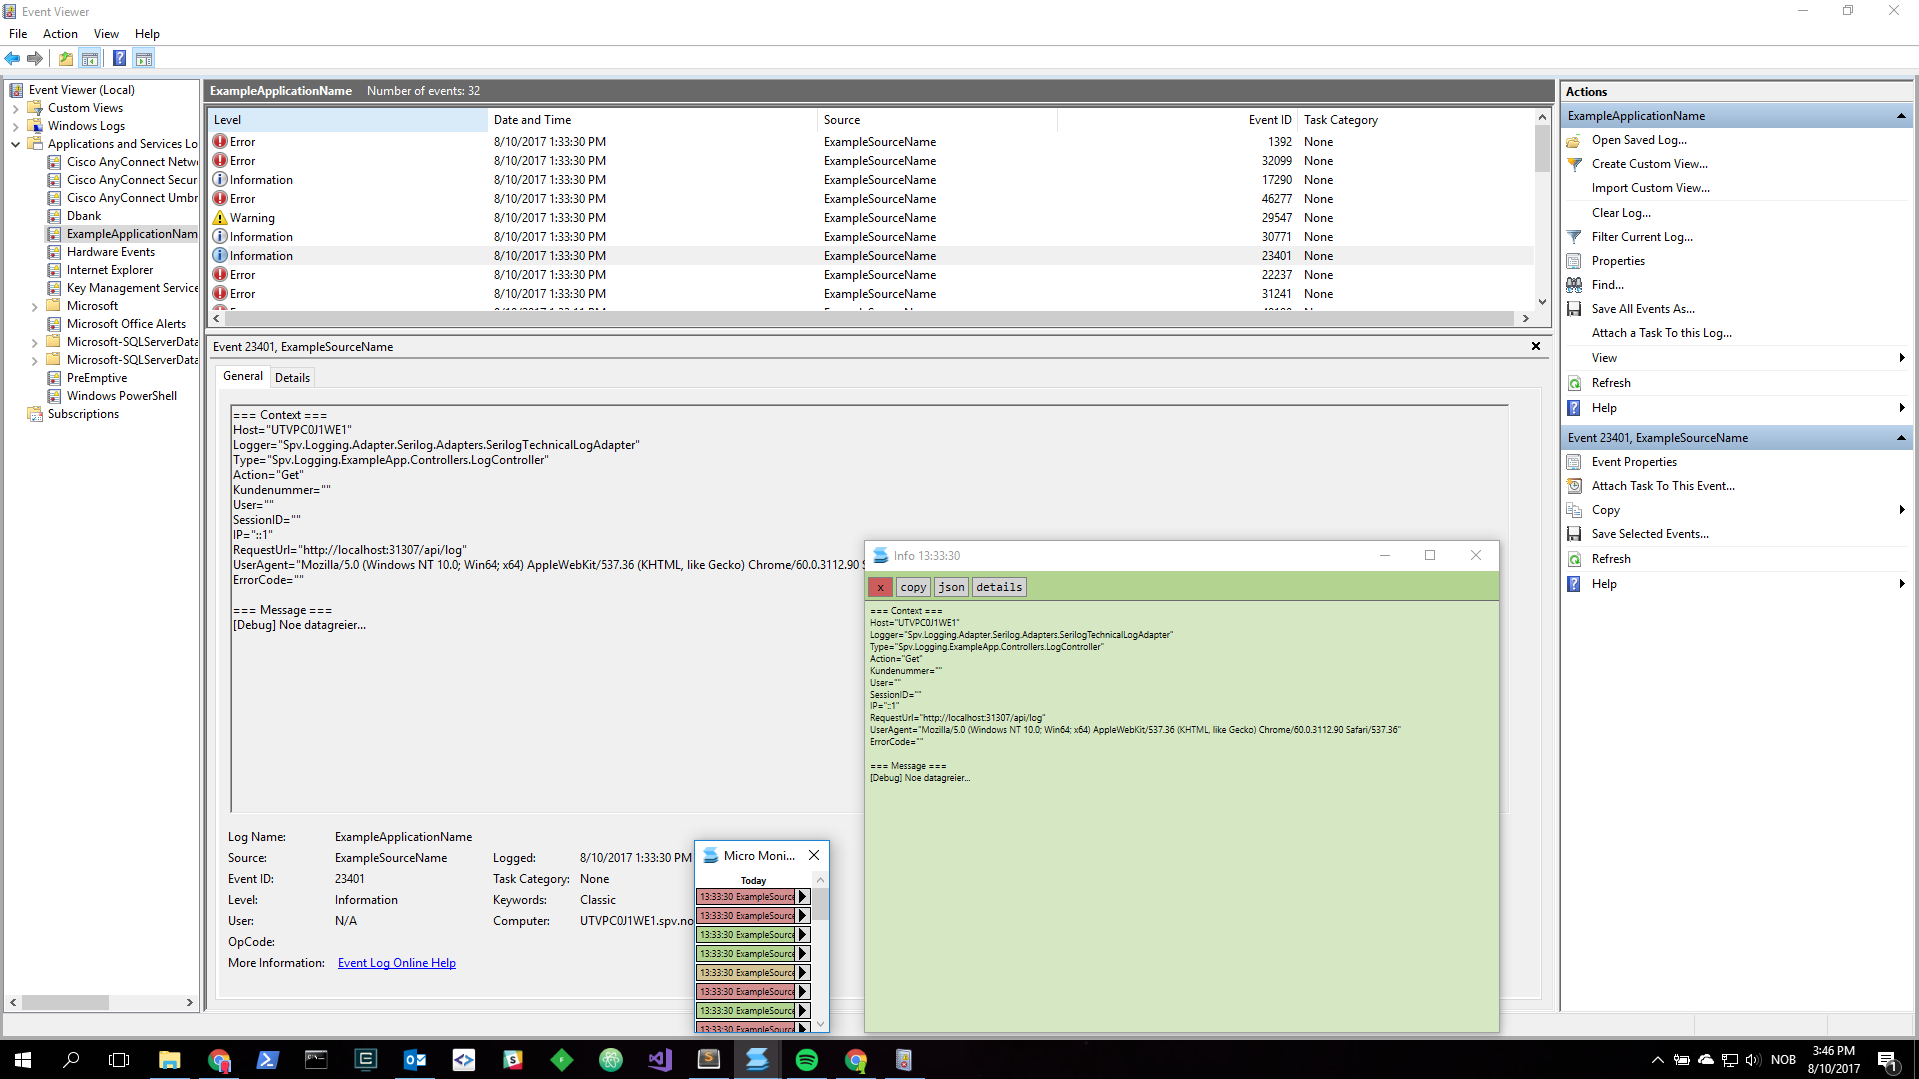 Event Viewer
File Action View Help
Event Viewer (Local)
Custom Views
Windows Logs
Applications and Services Lo
Cisco AnyConnect Netw
Cisco AnyConnect Secur
Cisco AnyConnect Umbr
Dbank
ExampleApplicationNam
Hardware Events
Internet Explorer
Key Management Service
Microsoft
Microsoft Office Alerts
Microsoft-SQLServerData
Microsoft-SQLServerData
PreEmptive
Windows PowerShell
Subscriptions
ExampleApplicationName Number of events: 32
Level Date and Time Source Event ID Task Category
Error 8/10/2017 1:33:30 PM ExampleSourceName 1392 None
Error 8/10/2017 1:33:30 PM ExampleSourceName 32099 None
Information 8/10/2017 1:33:30 PM ExampleSourceName 17290 None
Error 8/10/2017 1:33:30 PM ExampleSourceName 46277 None
Warning 8/10/2017 1:33:30 PM ExampleSourceName 29547 None
Information 8/10/2017 1:33:30 PM ExampleSourceName 30771 None
Information 8/10/2017 1:33:30 PM ExampleSourceName 23401 None
Error 8/10/2017 1:33:30 PM ExampleSourceName 22237 None
Error 8/10/2017 1:33:30 PM ExampleSourceName 31241 None
Event 23401, ExampleSourceName
General Details
=== Context ===
Host="UTVPC0J1WE1"
Logger="Spv.Logging.Adapter.Serilog.Adapters.SerilogTechnicalLogAdapter"
Type="Spv.Logging.ExampleApp.Controllers.LogController"
Action="Get"
Kundenummer=""
User=""
SessionID=""
IP="::1"
RequestUrl="http://localhost:31307/api/log"
UserAgent="Mozilla/5.0 (Windows NT 10.0; Win64; x64) AppleWebKit/537.36 (KHTML, like Gecko) Chrome/60.0.3112.90 S
ErrorCode=""
=== Message ===
[Debug] Noe datagreier...
Log Name: ExampleApplicationName
Source: ExampleSourceName Logged: 8/10/2017 1:33:30 PM
Event ID: 23401 Task Category: None
Level: Information Keywords: Classic
User: N/A Computer: UTVPC0J1WE1.spv.no
OpCode:
More Information: Event Log Online Help
Micro Moni...
Today
13:33:30 ExampleSource
13:33:30 ExampleSource
13:33:30 ExampleSource
13:33:30 ExampleSource
13:33:30 ExampleSource
13:33:30 ExampleSource
13:33:30 ExampleSource
13:33:30 ExampleSource
Info 13:33:30
x copy json details
=== Context ===
Host="UTVPC0J1WE1"
Logger="Spv.Logging.Adapter.Serilog.Adapters.SerilogTechnicalLogAdapter"
Type="Spv.Logging.ExampleApp.Controllers.LogController"
Action="Get"
Kundenummer=""
User=""
SessionID=""
IP="::1"
RequestUrl="http://localhost:31307/api/log"
UserAgent="Mozilla/5.0 (Windows NT 10.0; Win64; x64) AppleWebKit/537.36 (KHTML, like Gecko) Chrome/60.0.3112.90 Safari/537.36"
ErrorCode=""
=== Message ===
[Debug] Noe datagreier...
Actions
ExampleApplicationName
Open Saved Log...
Create Custom View...
Import Custom View...
Clear Log...
Filter Current Log...
Properties
Find...
Save All Events As...
Attach a Task To this Log...
View
Refresh
Help
Event 23401, ExampleSourceName
Event Properties
Attach Task To This Event...
Copy
Save Selected Events...
Refresh
Help
NOB
3:46 PM
8/10/2017
1